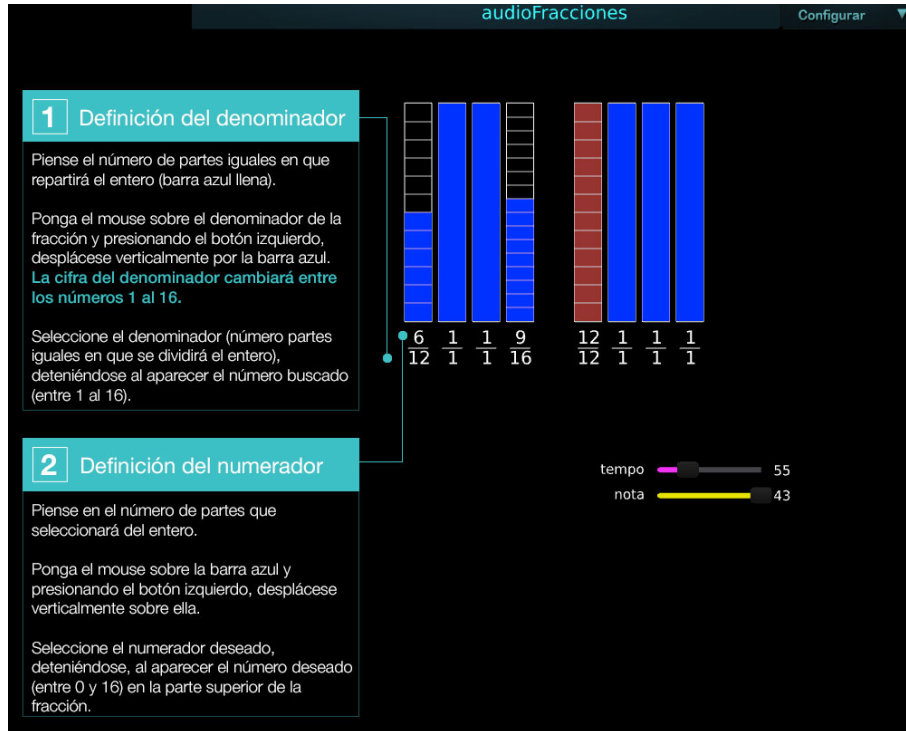 audioFracciones
Configurar
1 Definición del denominador
Piense el número de partes iguales en que
repartirá el entero (barra azul llena).
Ponga el mouse sobre el denominador de la
fracción y presionando el botón izquierdo,
desplácese verticalmente por la barra azul.
La cifra del denominador cambiará entre
los números 1 al 16.
Seleccione el denominador (número partes
iguales en que se dividirá el entero),
deteniéndose al aparecer el número buscado
(entre 1 al 16).
6 1 1 9 12 1 1 1
12 1 1 16 12 1 1 1
2 Definición del numerador
Piense en el número de partes que
seleccionará del entero.
Ponga el mouse sobre la barra azul y
presionando el botón izquierdo, desplácese
verticalmente sobre ella.
Seleccione el numerador deseado,
deteniéndose, al aparecer el número deseado
(entre 0 y 16) en la parte superior de la
fracción.
tempo 55
nota 43